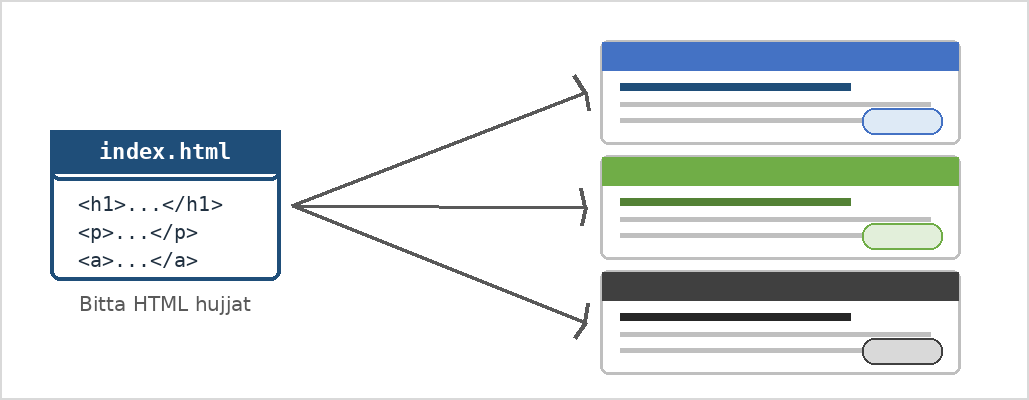 index.html
<h1>...</h1>
<p>...</p>
<a>...</a>
Bitta HTML hujjat